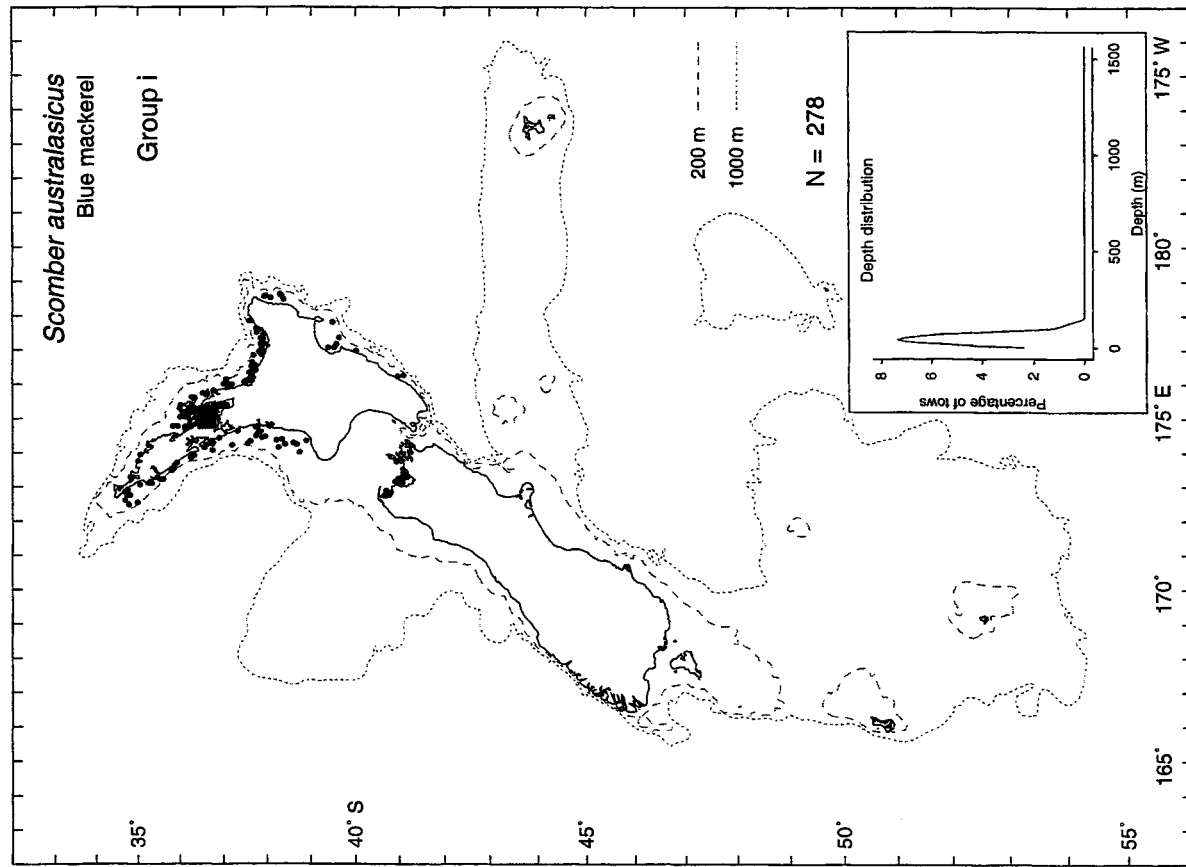 Scomber australasicus
Blue mackerel
Group i
35°
40° S
45°
50°
55°
165°
170°
175° E
180°
175° W
200 m
1000 m
N = 278
Depth distribution
Percentage of tows
8
6
4
2
0
0
500
1000
1500
Depth (m)